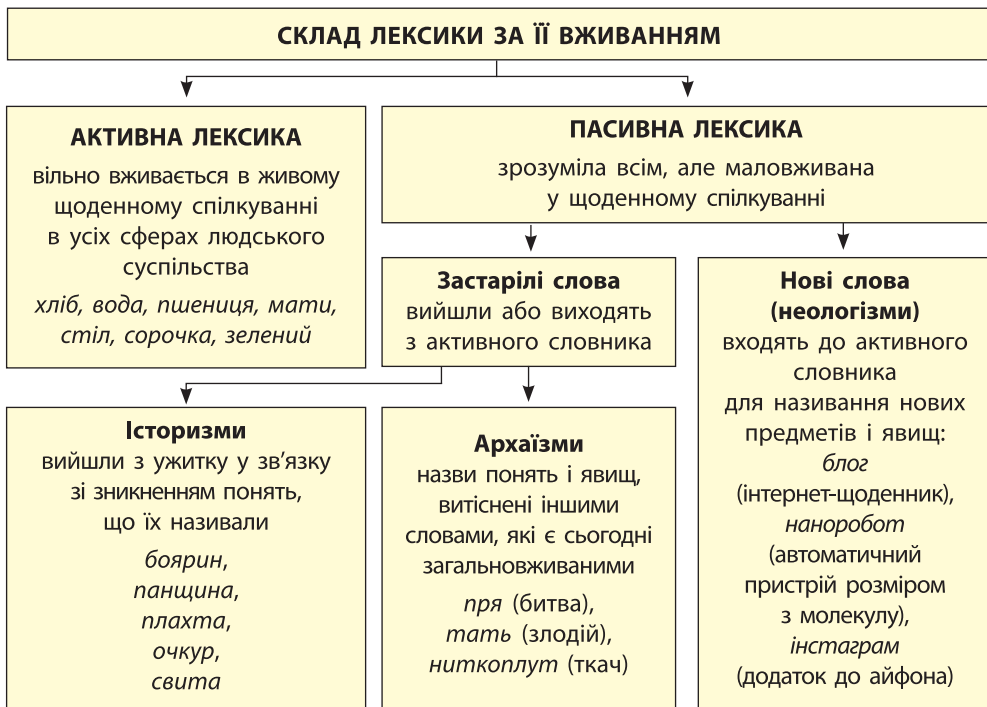 СКЛАД ЛЕКСИКИ ЗА ЇЇ ВЖИВАННЯМ
АКТИВНА ЛЕКСИКА
вільно вживається в живому
щоденному спілкуванні
в усіх сферах людського
суспільства
хліб, вода, пшениця, мати,
стіл, сорочка, зелений
ПАСИВНА ЛЕКСИКА
зрозуміла всім, але маловживана
у щоденному спілкуванні
Застарілі слова
вийшли або виходять
з активного словника
Історизми
вийшли з ужитку у зв'язку
зі зникненням понять,
що їх називали
боярин,
панщина,
плахта,
очкур,
свита
Архаїзми
назви понять і явищ,
витіснені іншими
словами, які є сьогодні
загальновживаними
пря (битва),
тать (злодій),
ниткоплут (ткач)
Нові слова
(неологізми)
входять до активного
словника
для називання нових
предметів і явищ:
блог
(інтернет-щоденник),
наноробот
(автоматичний
пристрій розміром
з молекулу),
інстаграм
(додаток до айфона)